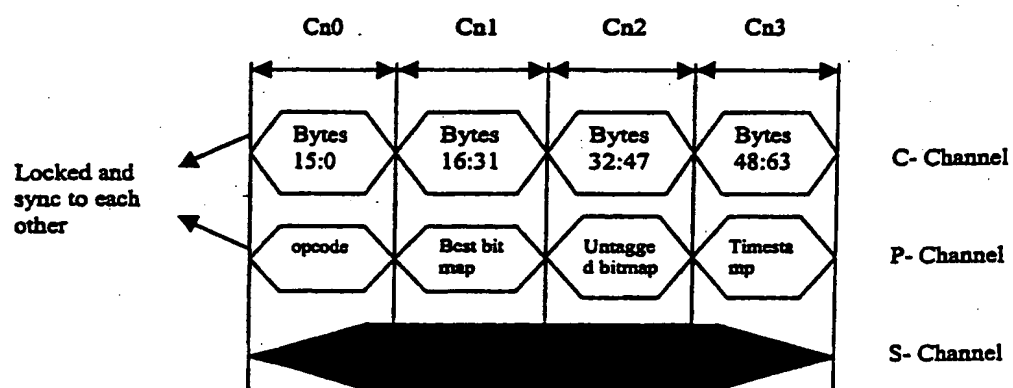 Cn0 Cn1 Cn2 Cn3
Bytes
15:0
Bytes
16:31
Bytes
32:47
Bytes
48:63
C- Channel
Locked and
sync to each
other
opcode
Best bit
map
Untagge
d bitmap
Timesta
mp
P- Channel
S- Channel